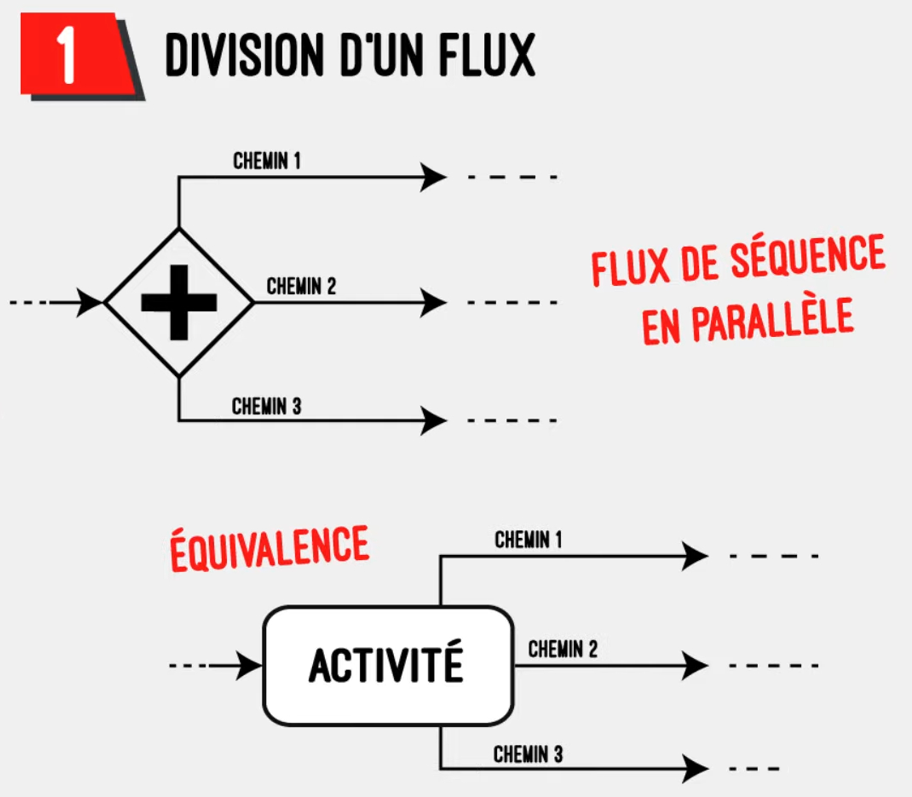 1 DIVISION D'UN FLUX
CHEMIN 1
CHEMIN 2
CHEMIN 3
FLUX DE SÉQUENCE
EN PARALLÈLE
ÉQUIVALENCE
CHEMIN 1
ACTIVITÉ
CHEMIN 2
CHEMIN 3